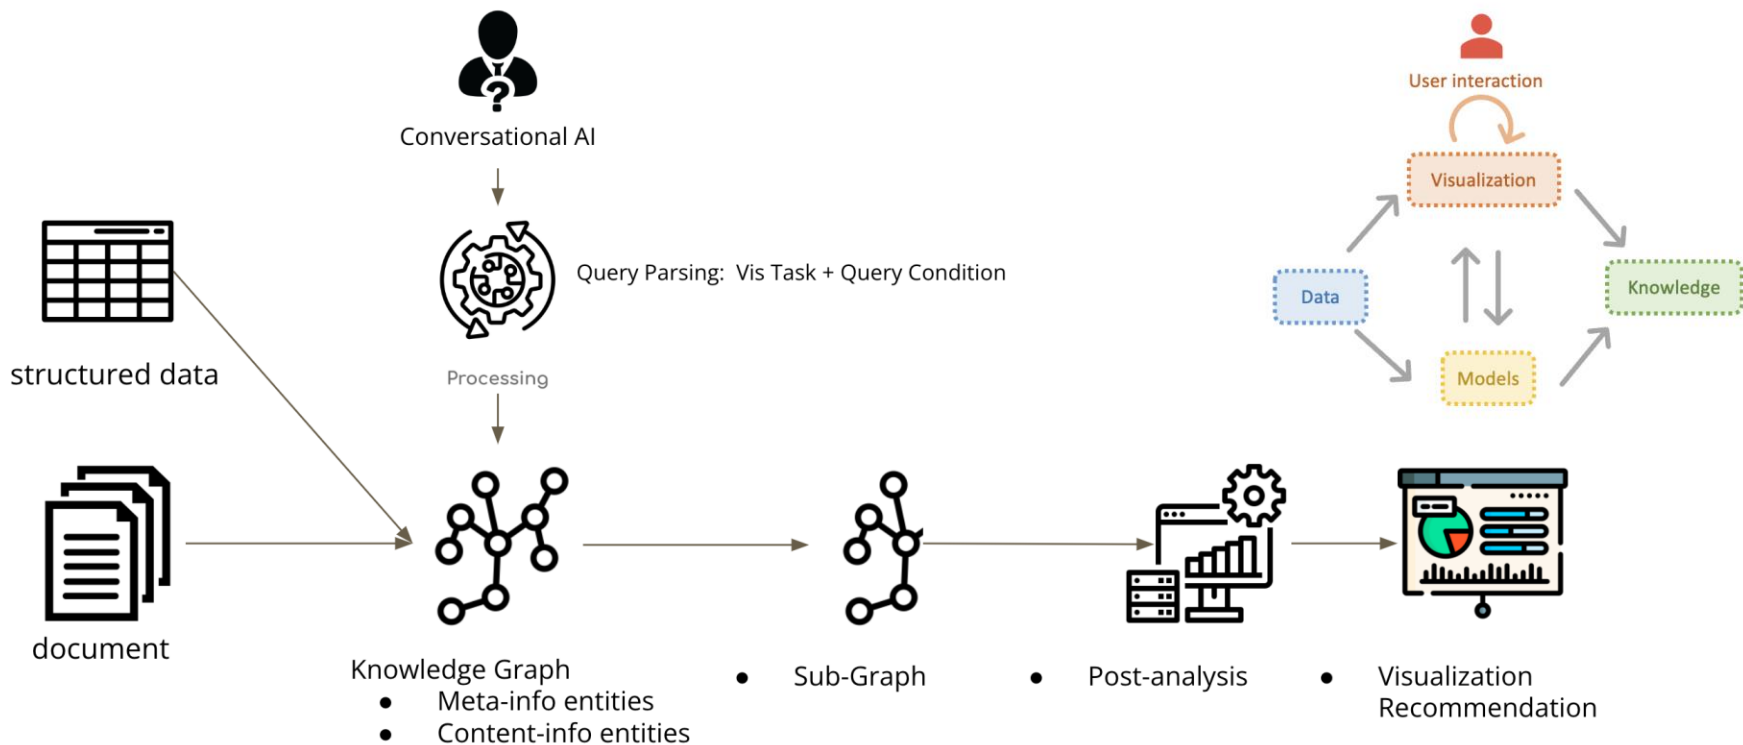 User interaction
Conversational AI
Visualization
Query Parsing:  Vis Task + Query Condition
Data
Knowledge
structured data
Processing
Models
document
Knowledge Graph
● Meta-info entities
● Content-info entities
● Sub-Graph
● Post-analysis
● Visualization
Recommendation